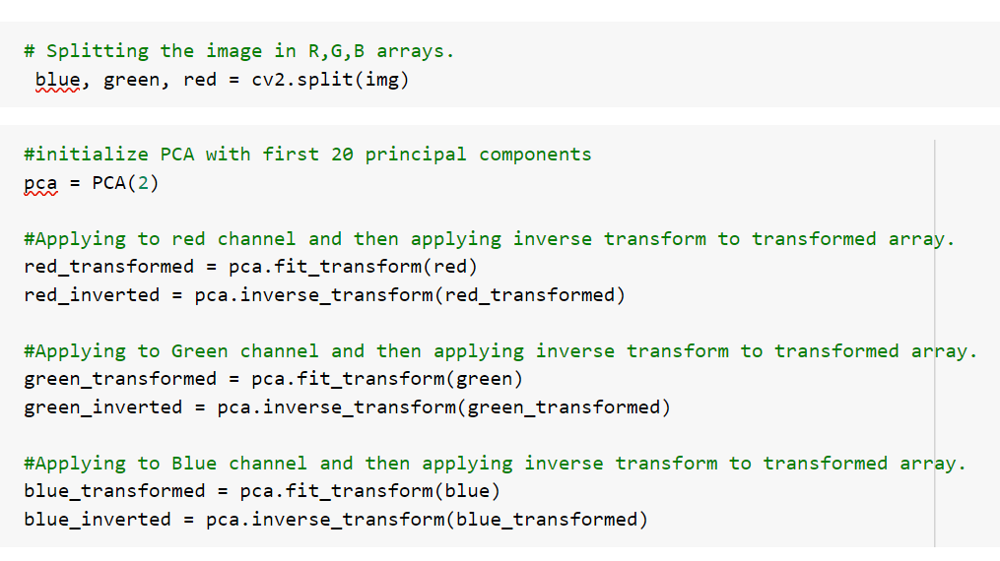 # Splitting the image in R,G,B arrays.
blue, green, red = cv2.split(img)
#initialize PCA with first 20 principal components
pca = PCA(2)
#Applying to red channel and then applying inverse transform to transformed array.
red_transformed = pca.fit_transform(red)
red_inverted = pca.inverse_transform(red_transformed)
#Applying to Green channel and then applying inverse transform to transformed array.
green_transformed = pca.fit_transform(green)
green_inverted = pca.inverse_transform(green_transformed)
#Applying to Blue channel and then applying inverse transform to transformed array.
blue_transformed = pca.fit_transform(blue)
blue_inverted = pca.inverse_transform(blue_transformed)